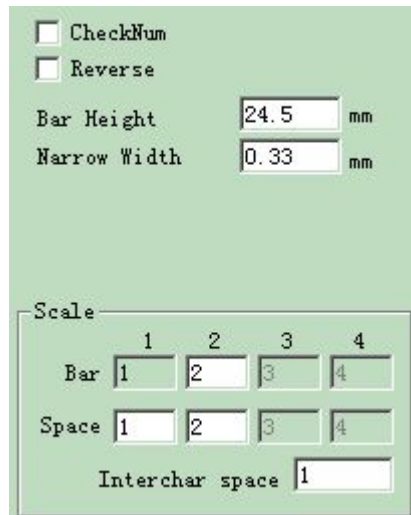 CheckNum
Reverse
Bar Height 24.5 mm
Narrow Width 0.33 mm
Scale
1 2 3 4
Bar 1 2 3 4
Space 1 2 3 4
Interchar space 1